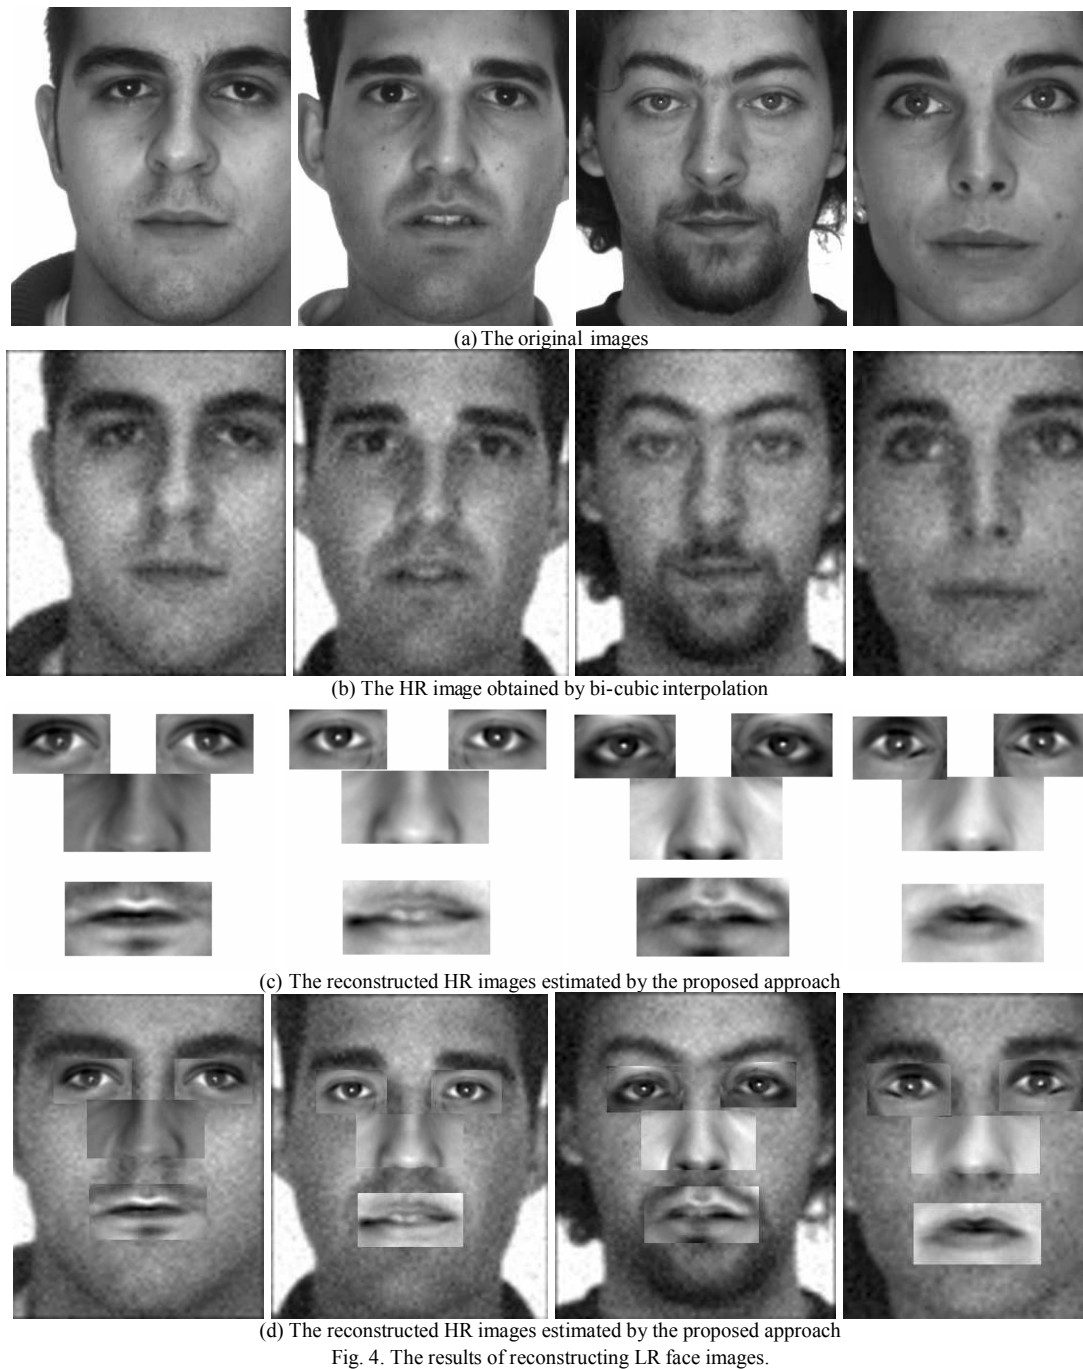 (a) The original images
(b) The HR image obtained by bi-cubic interpolation
(c) The reconstructed HR images estimated by the proposed approach
(d) The reconstructed HR images estimated by the proposed approach
Fig. 4. The results of reconstructing LR face images.